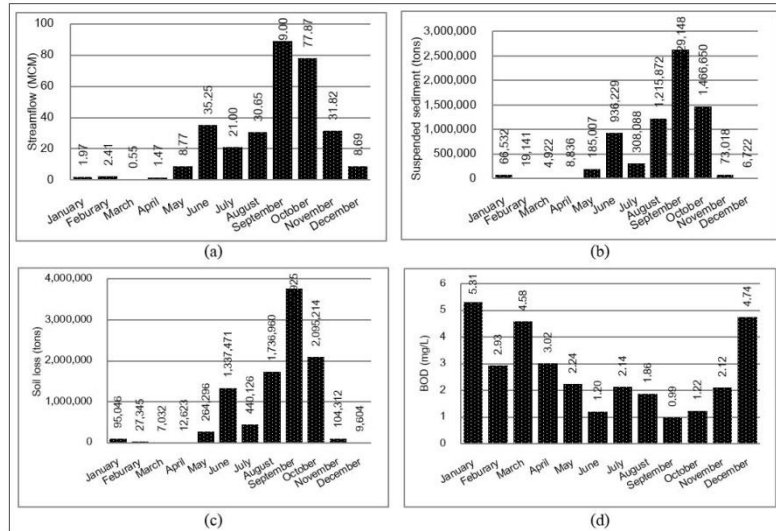 Streamflow (MCM)
100
80
60
40
20
0
1.97
2.41
0.55
1.47
8.77
35.25
21.00
30.65
9.00
77.87
31.82
8.69
January
Feburary
March
April
May
June
July
August
September
October
November
December
(a)
Suspended sediment (tons)
3,000,000
2,500,000
2,000,000
1,500,000
1,000,000
500,000
0
66,532
19,141
4,922
8,836
185,007
936,229
308,088
1,215,872
29,148
1,466,650
73,018
6,722
January
Feburary
March
April
May
June
July
August
September
October
November
December
(b)
Soil loss (tons)
4,000,000
3,000,000
2,000,000
1,000,000
0
95,046
27,345
7,032
12,623
264,296
1,337,471
440,126
1,736,960
925
2,095,214
104,312
9,604
January
Feburary
March
April
May
June
July
August
September
October
November
December
(c)
BOD (mg/L)
6
5
4
3
2
1
0
5.31
2.93
4.58
3.02
2.24
1.20
2.14
1.86
0.99
1.22
2.12
4.74
January
Feburary
March
April
May
June
July
August
September
October
November
December
(d)